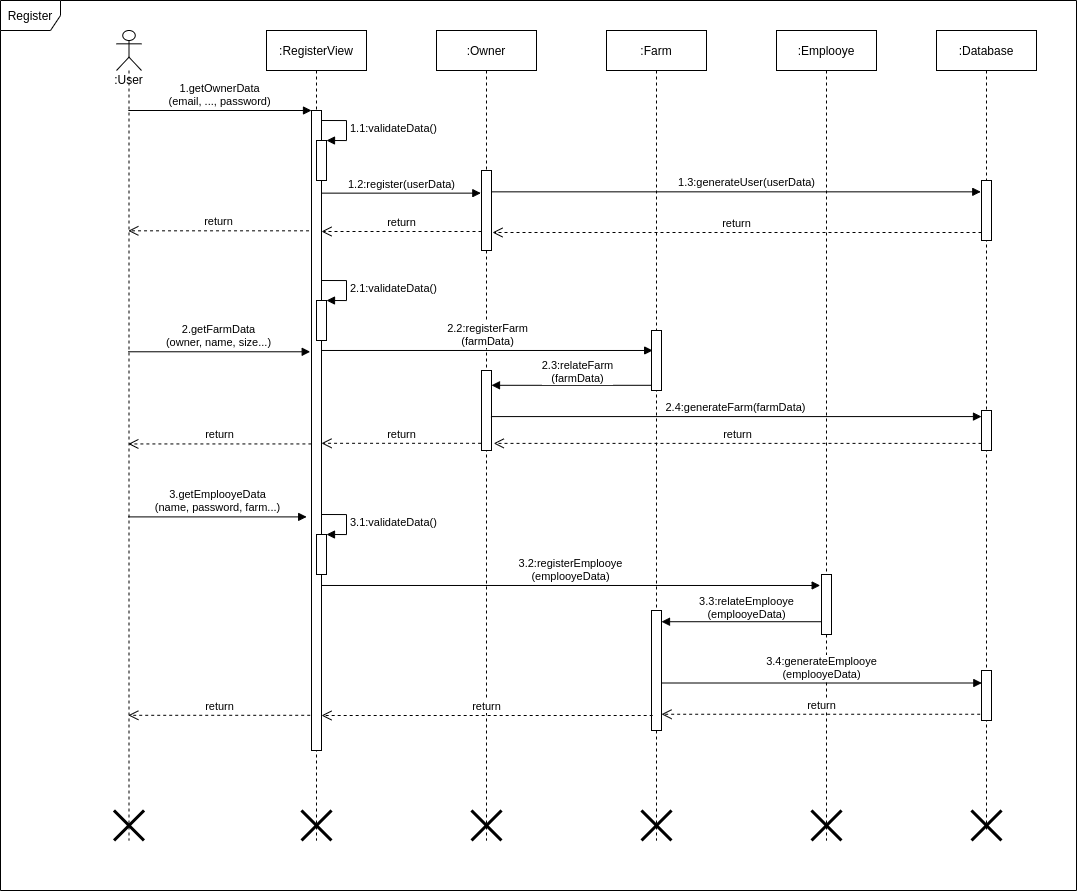 Register
:User
:RegisterView
:Owner
:Farm
:Emplooye
:Database
1.getOwnerData
(email, ..., password)
1.1:validateData()
1.2:register(userData)
1.3:generateUser(userData)
return
return
return
2.1:validateData()
2.getFarmData
(owner, name, size...)
2.2:registerFarm
(farmData)
2.3:relateFarm
(farmData)
2.4:generateFarm(farmData)
return
return
return
3.getEmplooyeData
(name, password, farm...)
3.1:validateData()
3.2:registerEmplooye
(emplooyeData)
3.3:relateEmplooye
(emplooyeData)
3.4:generateEmplooye
(emplooyeData)
return
return
return